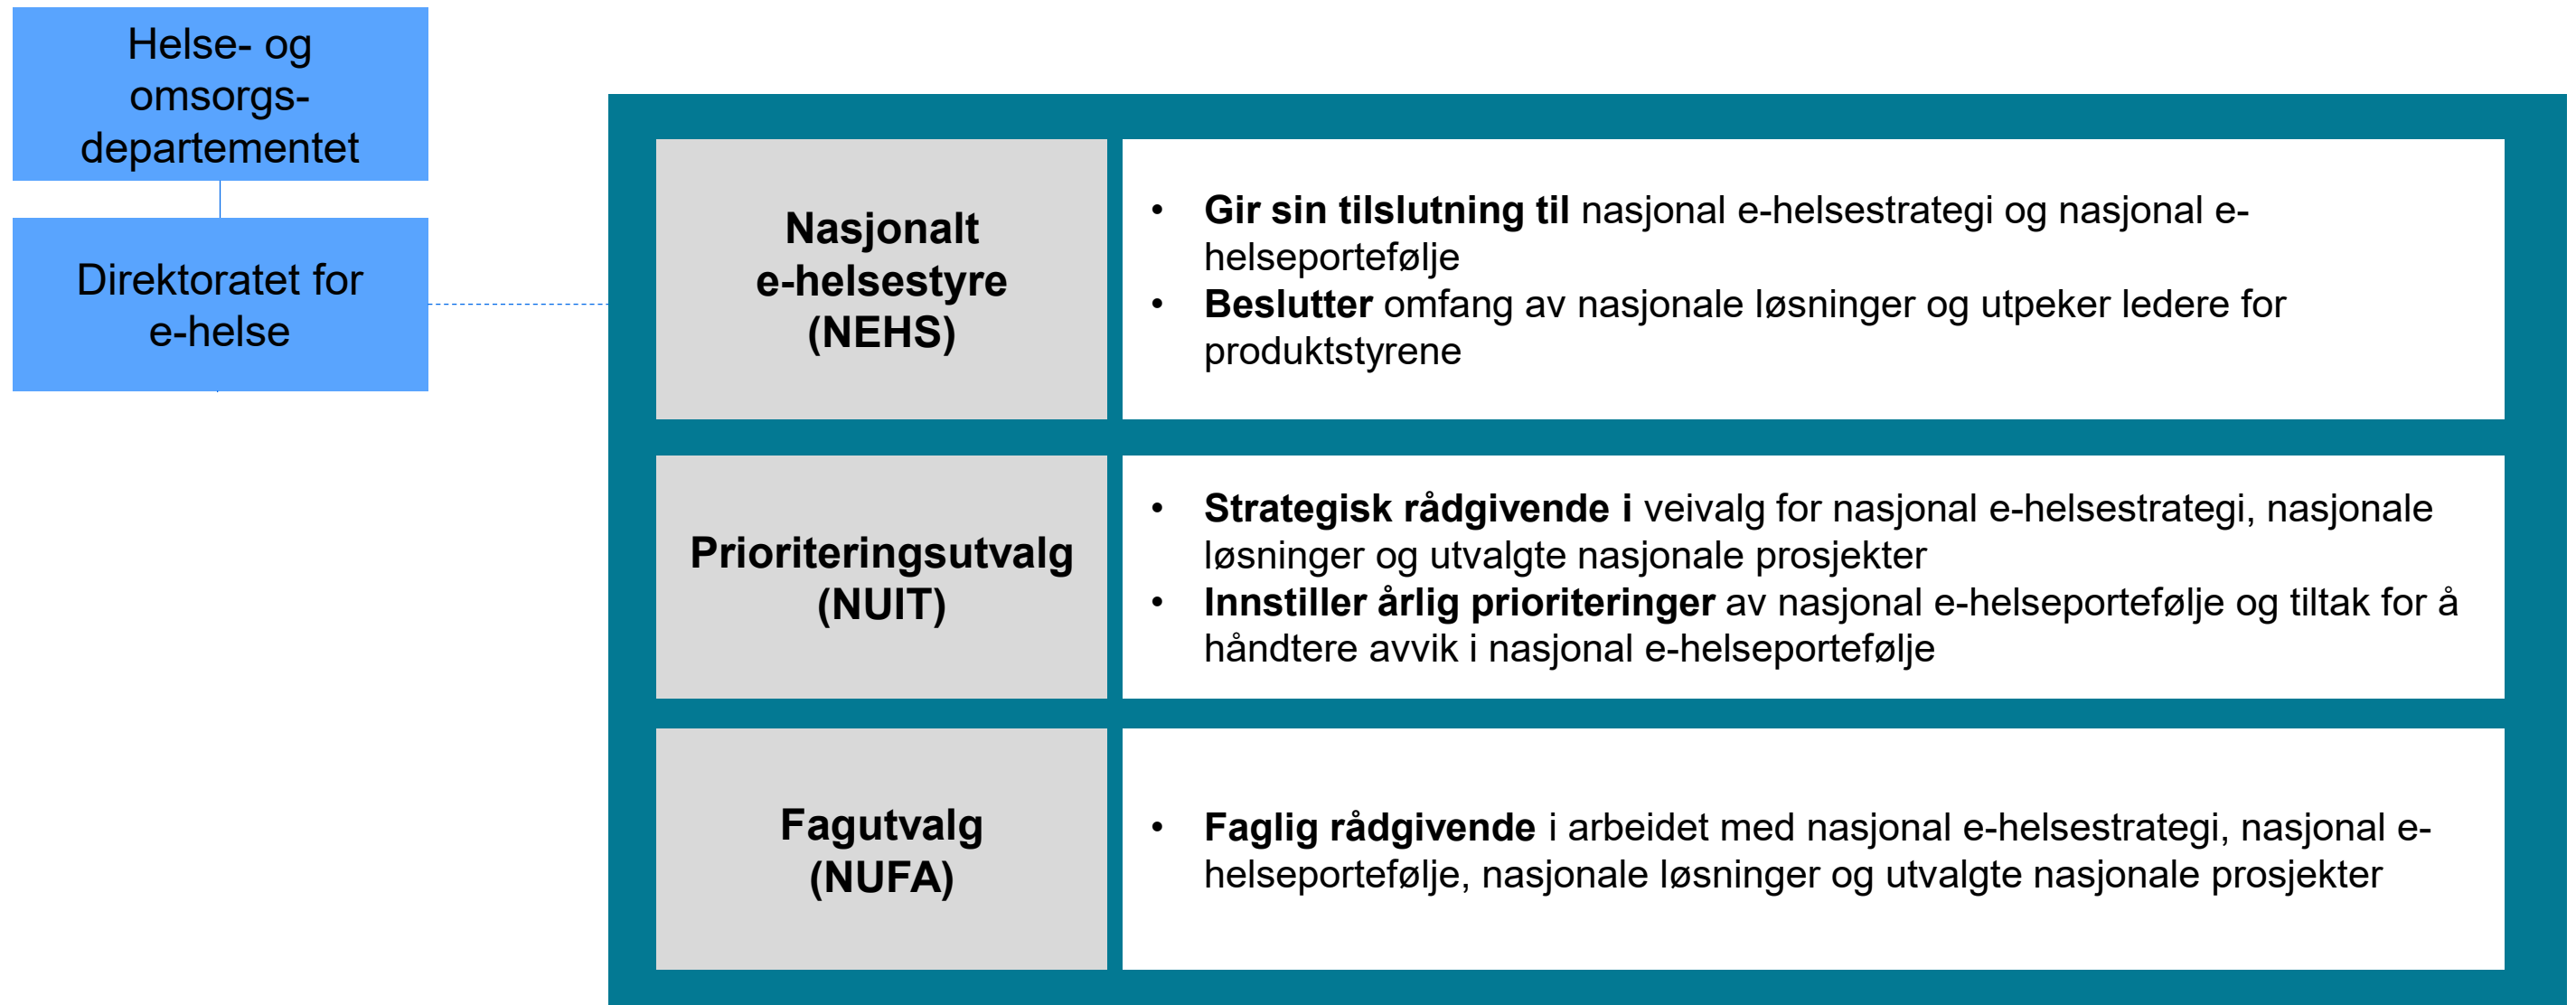 Helse- og
omsorgs-
departementet
Direktoratet for
e-helse
Nasjonalt
e-helsestyre
(NEHS)
• Gir sin tilslutning til nasjonal e-helsestrategi og nasjonal e-
helseportefølje
• Beslutter omfang av nasjonale løsninger og utpeker ledere for
produktstyrene
Prioriteringsutvalg
(NUIT)
• Strategisk rådgivende i veivalg for nasjonal e-helsestrategi, nasjonale
løsninger og utvalgte nasjonale prosjekter
• Innstiller årlig prioriteringer av nasjonal e-helseportefølje og tiltak for å
håndtere avvik i nasjonal e-helseportefølje
Fagutvalg
(NUFA)
• Faglig rådgivende i arbeidet med nasjonal e-helsestrategi, nasjonal e-
helseportefølje, nasjonale løsninger og utvalgte nasjonale prosjekter